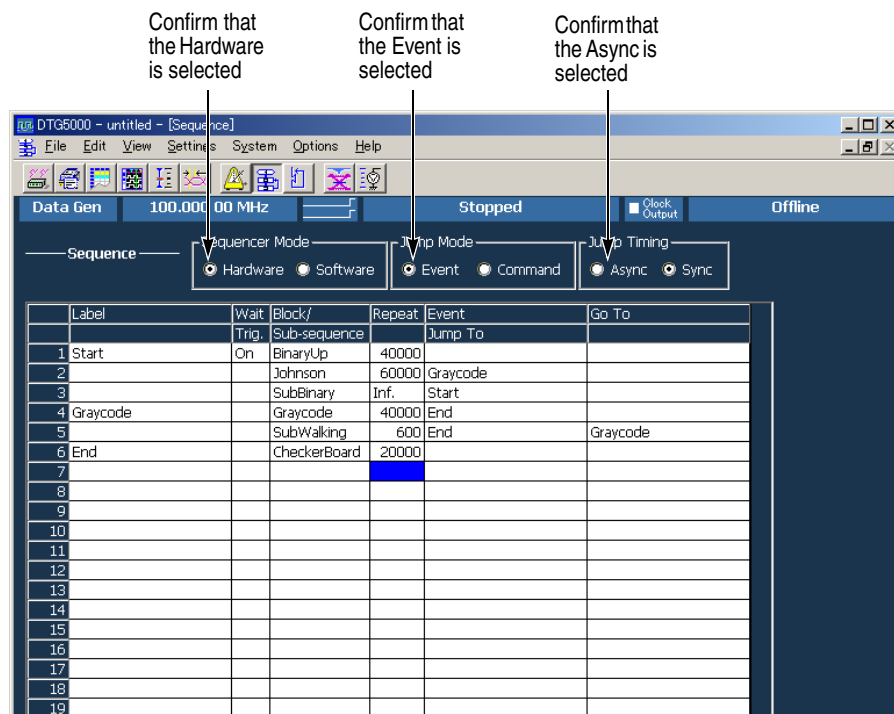 Confirm that
the Hardware
is selected
Confirm that
the Event is
selected
Confirm that
the Async is
selected
DTG5000 - untitled - [Sequence]
File Edit View Settings System Options Help
Data Gen 100.000 00 MHz Stopped Clock Output Offline
Sequence
Sequencer Mode Jump Mode Jump Timing
Hardware Software Event Command Async Sync
Label Wait Block/ Repeat Event Go To
Trig. Sub-sequence Jump To
1 Start On BinaryUp 40000
2 Johnson 60000 Graycode
3 SubBinary Inf. Start
4 Graycode Graycode 40000 End
5 SubWalking 600 End Graycode
6 End CheckerBoard 20000
7
8
9
10
11
12
13
14
15
16
17
18
19